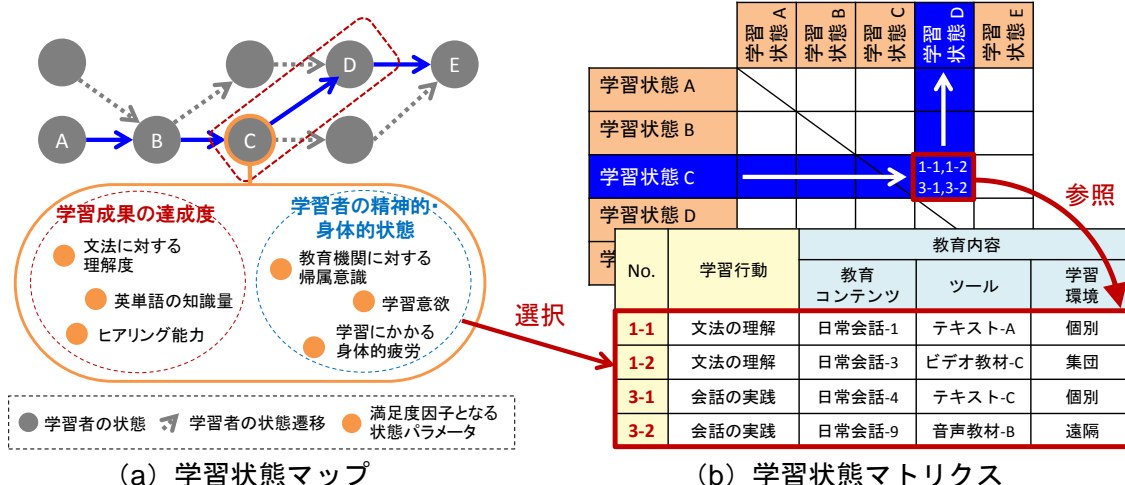 A
B
C
D
E
学習成果の達成度
文法に対する
理解度
英単語の知識量
ヒアリング能力
学習者の精神的・
身体的状態
教育機関に対する
帰属意識
学習意欲
学習にかかる
身体的疲労
学習者の状態
学習者の状態遷移
満足度因子となる
状態パラメータ
(a) 学習状態マップ
選択
学習
状態 A
学習
状態 B
学習
状態 C
学習
状態 D
学習
状態 E
学習状態 A
学習状態 B
学習状態 C
1-1,1-2
3-1,3-2
学習状態 D
学
参照
No.
学習行動
教育内容
教育
コンテンツ
ツール
学習
環境
1-1 文法の理解 日常会話-1 テキスト-A 個別
1-2 文法の理解 日常会話-3 ビデオ教材-C 集団
3-1 会話の実践 日常会話-4 テキスト-C 個別
3-2 会話の実践 日常会話-9 音声教材-B 遠隔
(b) 学習状態マトリクス